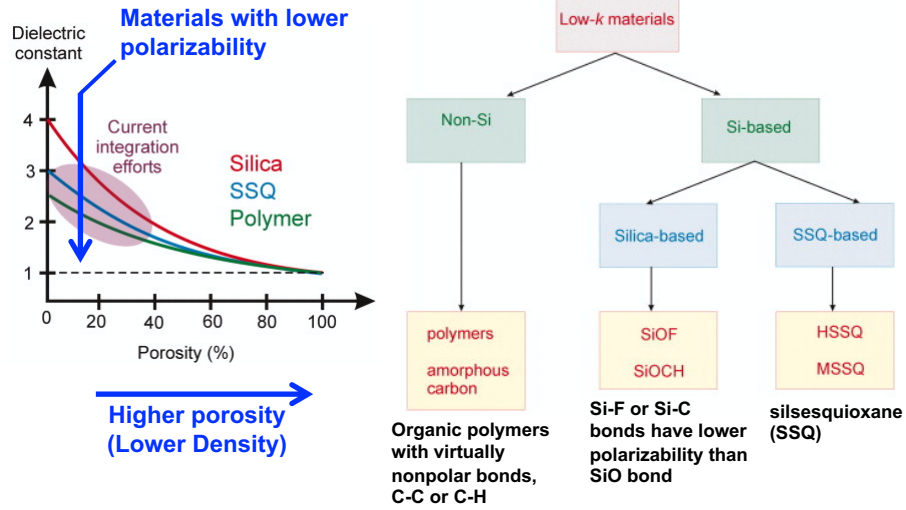 Materials with lower
polarizability
Dielectric
constant
4
3
2
1
Current
integration
efforts
Silica
SSQ
Polymer
0
20
40
60
80
100
Porosity (%)
Higher porosity
(Lower Density)
Low-k materials
Non-Si
Si-based
Silica-based
SSQ-based
polymers
amorphous
carbon
SiOF
SiOCH
HSSQ
MSSQ
Organic polymers
with virtually
nonpolar bonds,
C-C or C-H
Si-F or Si-C
bonds have lower
polarizability than
SiO bond
silsesquioxane
(SSQ)